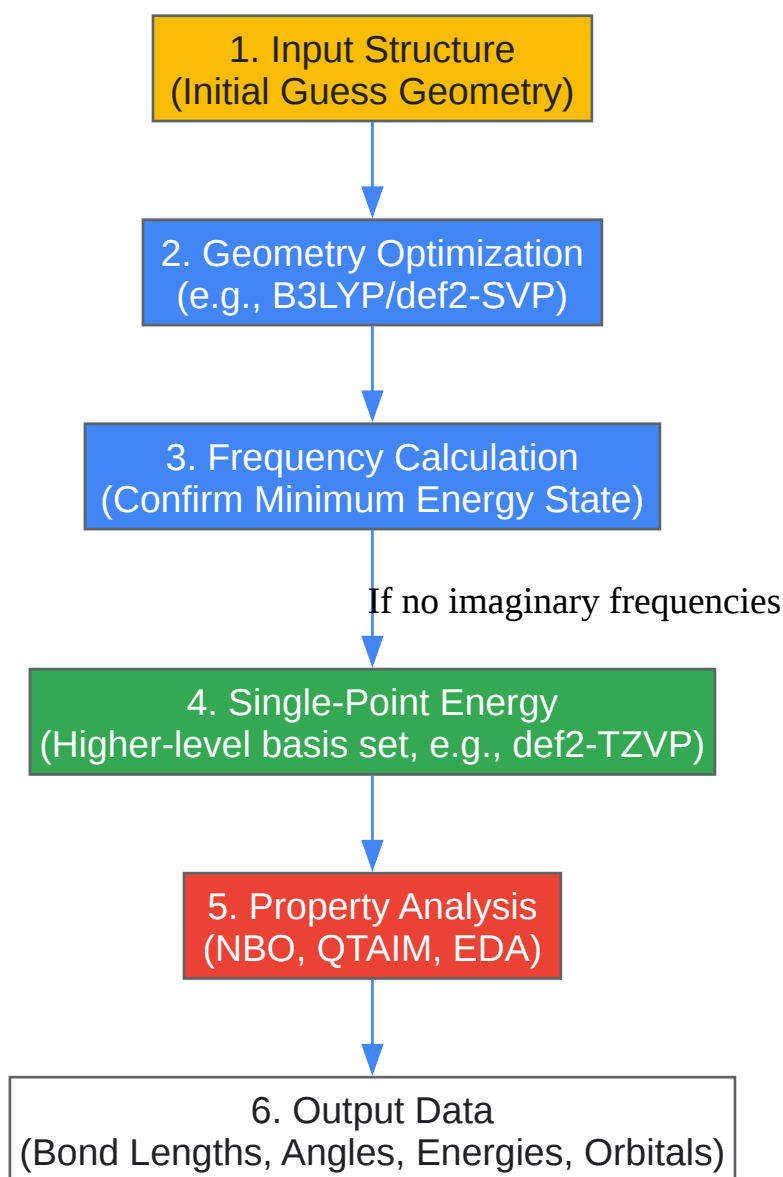 1. Input Structure
(Initial Guess Geometry)
2. Geometry Optimization
(e.g., B3LYP/def2-SVP)
3. Frequency Calculation
(Confirm Minimum Energy State)
If no imaginary frequencies
4. Single-Point Energy
(Higher-level basis set, e.g., def2-TZVP)
5. Property Analysis
(NBO, QTAIM, EDA)
6. Output Data
(Bond Lengths, Angles, Energies, Orbitals)